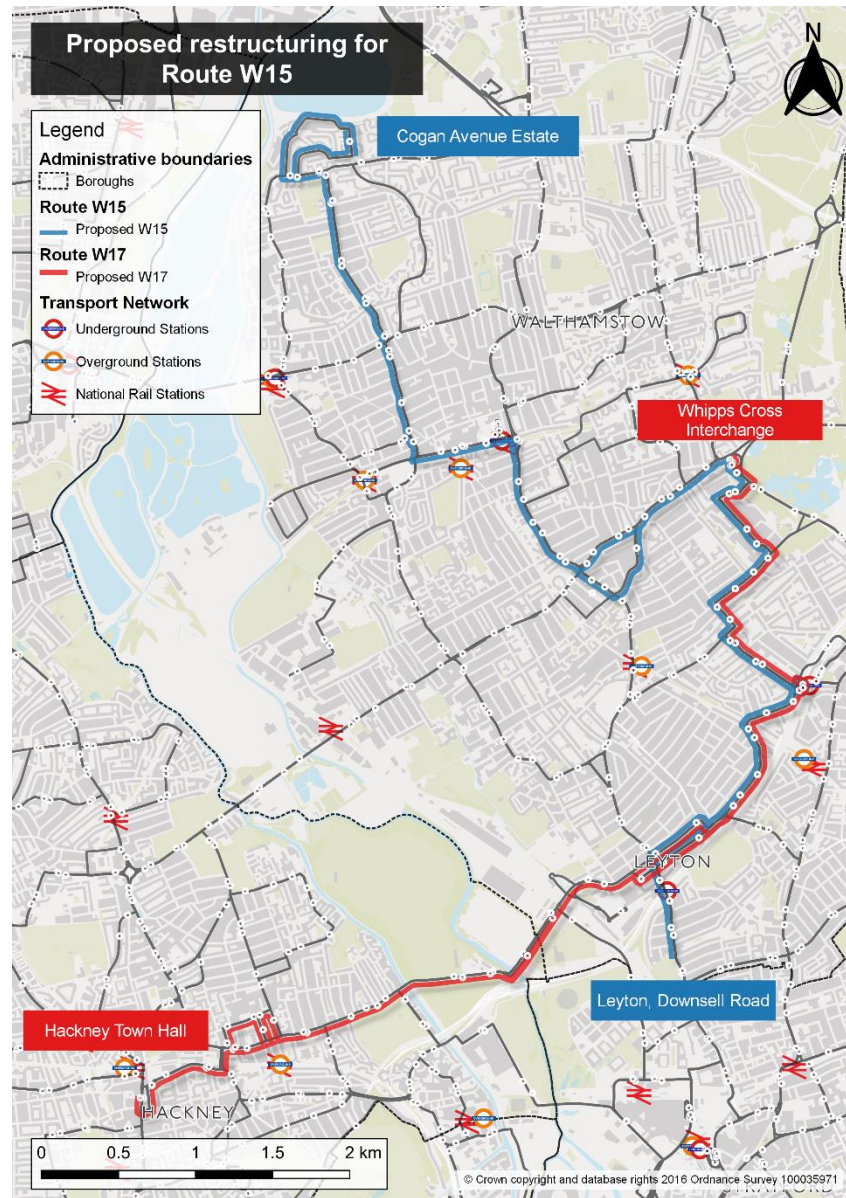 Proposed restructuring for
Route W15
N
Legend
Administrative boundaries
Boroughs
Route W15
Proposed W15
Route W17
Proposed W17
Transport Network
Underground Stations
Overground Stations
National Rail Stations
Cogan Avenue Estate
WALTHAMSTOW
Whipps Cross
Interchange
LEYTON
Leyton, Downsell Road
Hackney Town Hall
HACKNEY
0 0.5 1 1.5 2 km
© Crown copyright and database rights 2016 Ordnance Survey 100035971